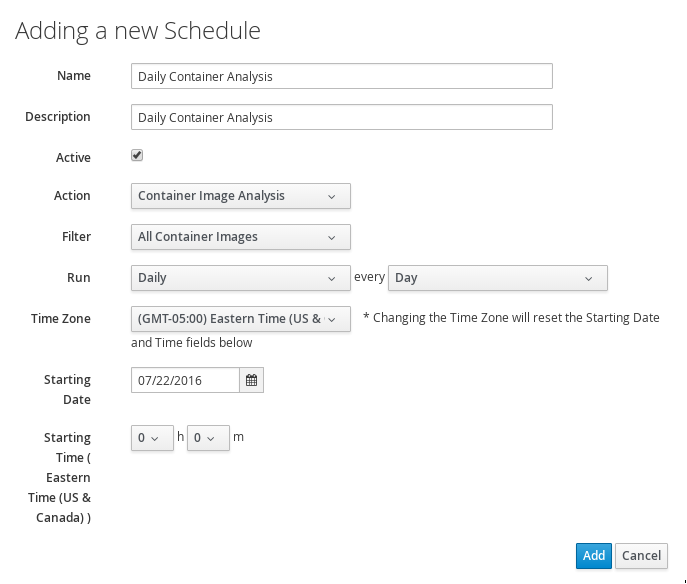 Adding a new Schedule
Name Daily Container Analysis
Description Daily Container Analysis
Active
Action Container Image Analysis
Filter All Container Images
Run Daily every Day
Time Zone (GMT-05:00) Eastern Time (US & * Changing the Time Zone will reset the Starting Date
and Time fields below
Starting 07/22/2016
Date
Starting 0 h 0 m
Time (
Eastern
Time (US &
Canada) )
Add Cancel